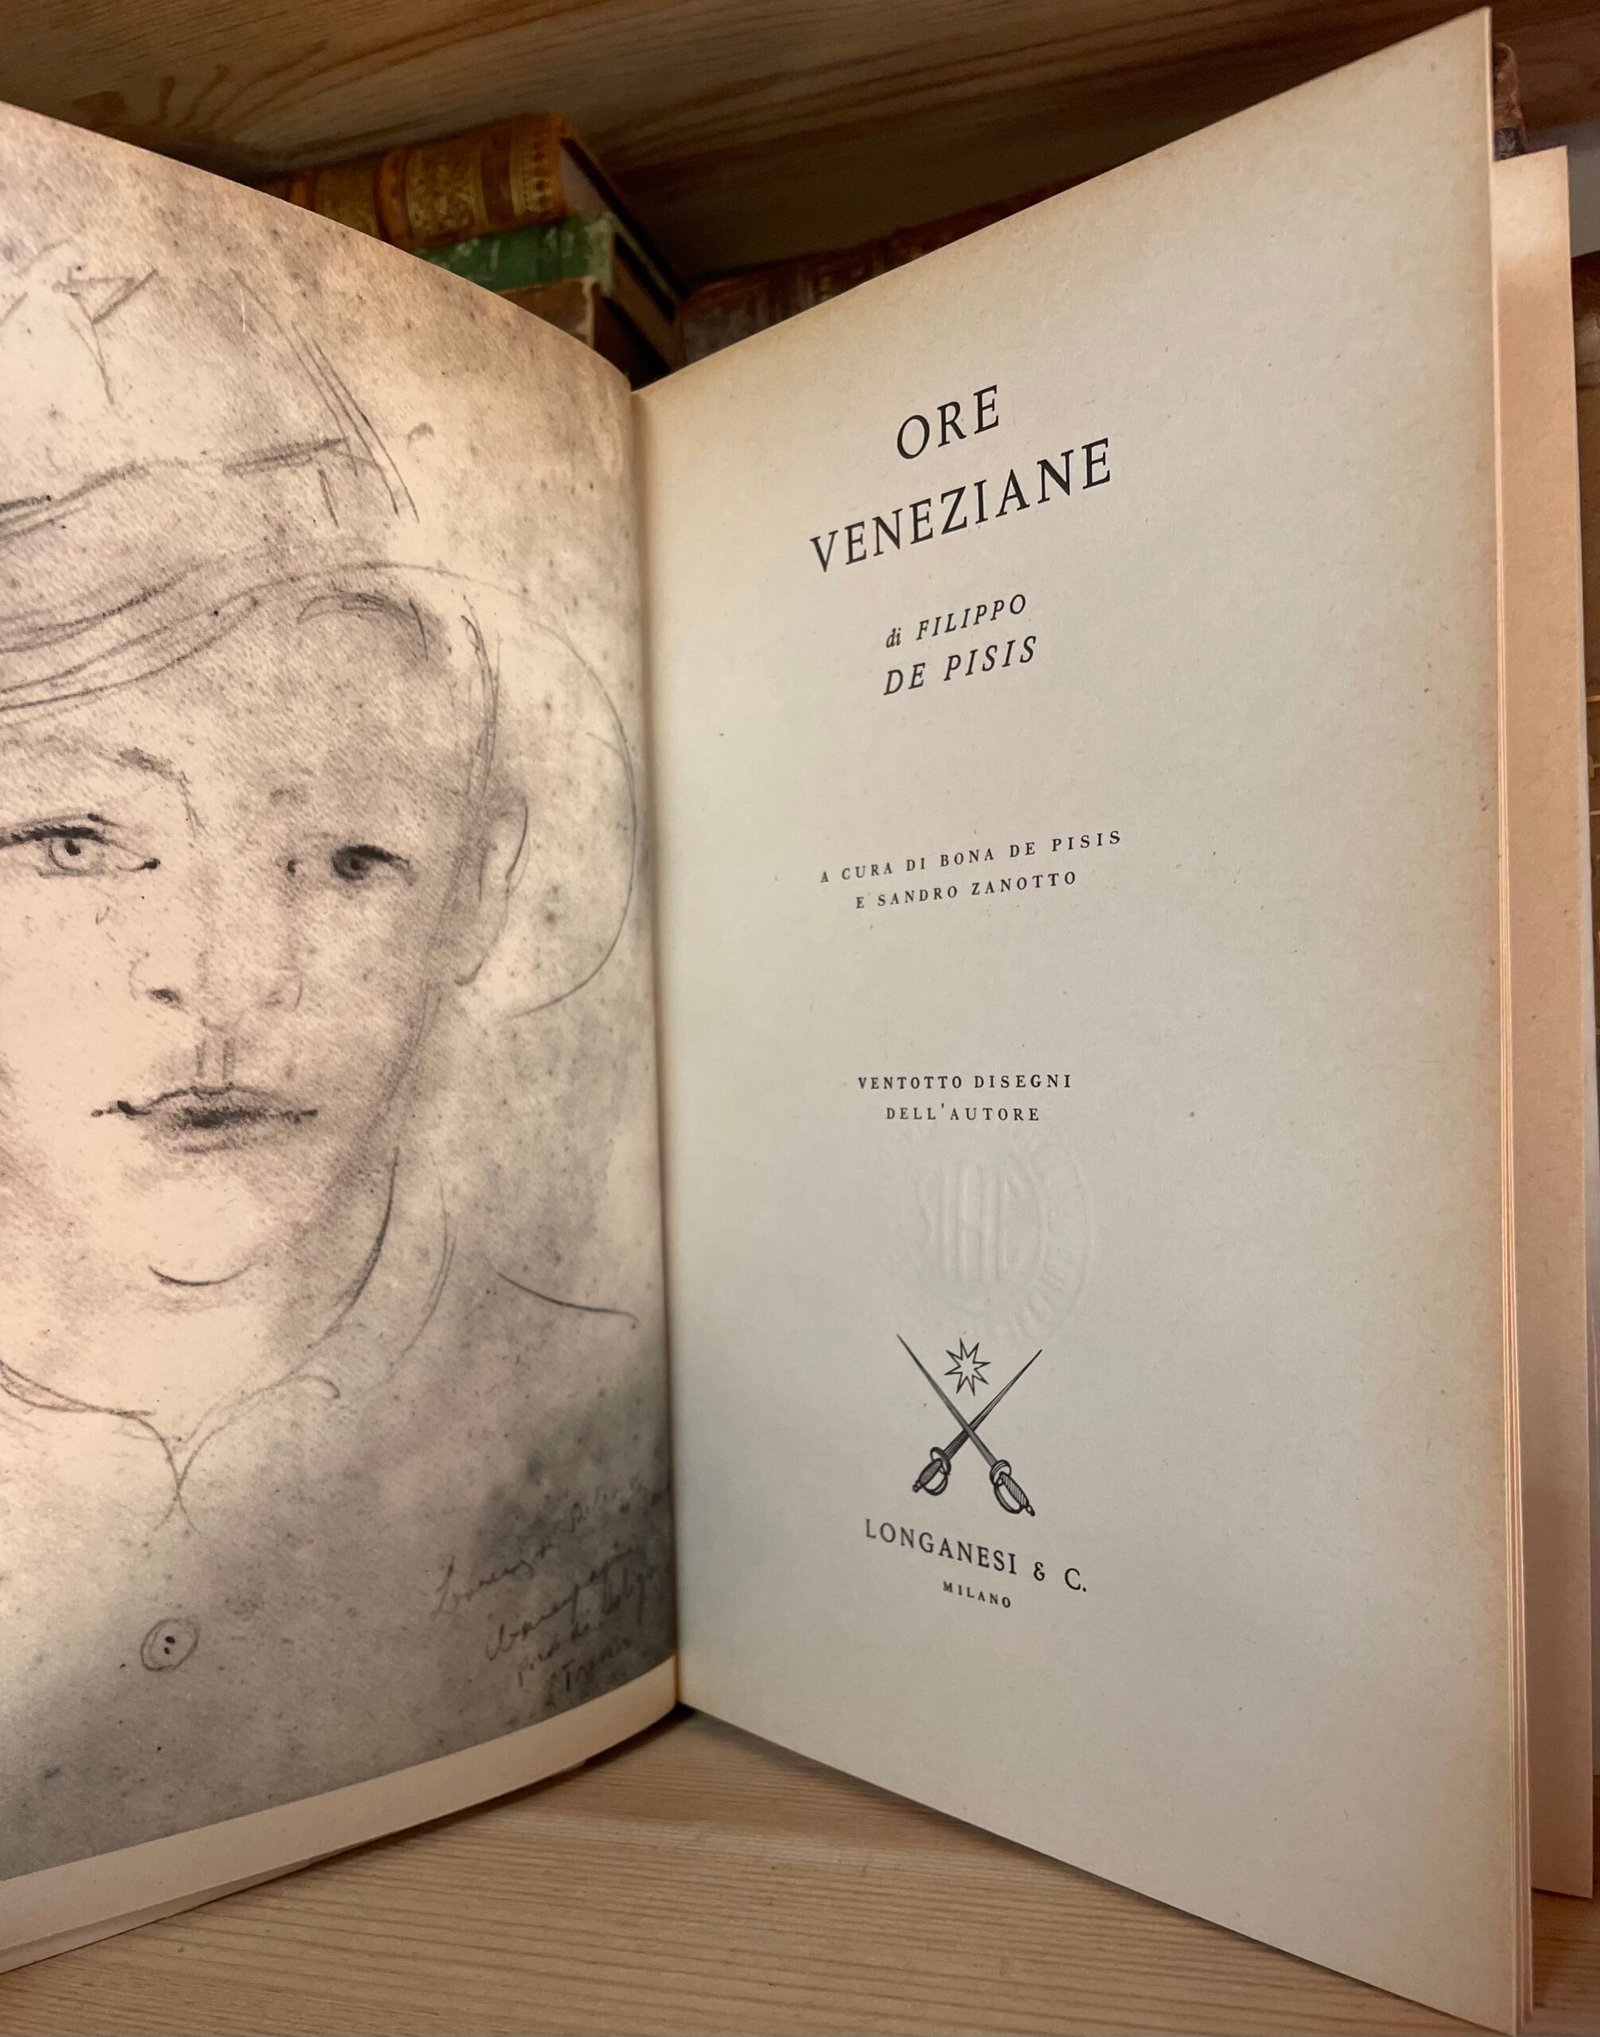 ORE
VENEZIANE
di FILIPPO
DE PISIS
A CURA DI BONA DE PISIS
E SANDRO ZANOTTO
VENTOTTO DISEGNI
DELL'AUTORE
LONGANESI & C.
MILANO